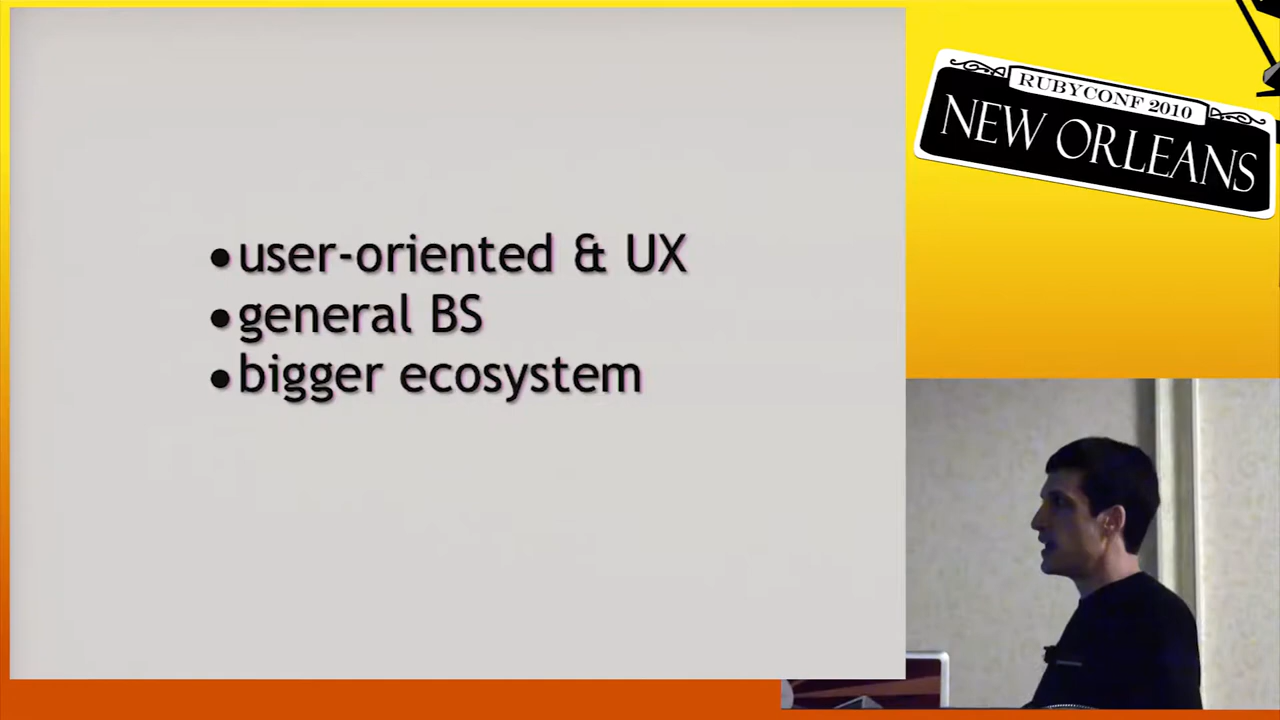 • user-oriented & UX
• general BS
• bigger ecosystem
RUBYCONF 2010
NEW ORLEANS